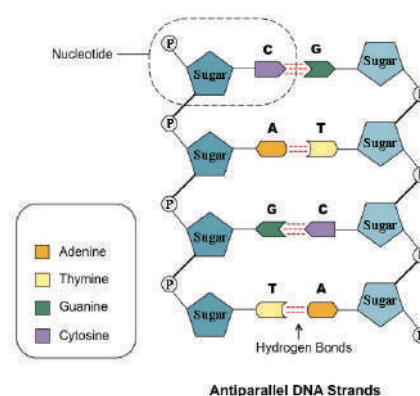 Nucleotide
P
C G
Sugar Sugar
P
P
A T
Sugar Sugar
P
P
G C
Sugar Sugar
P
P
T A
Sugar Sugar
P
P
Adenine
Thymine
Guanine
Cytosine
Hydrogen Bonds
Antiparallel DNA Strands